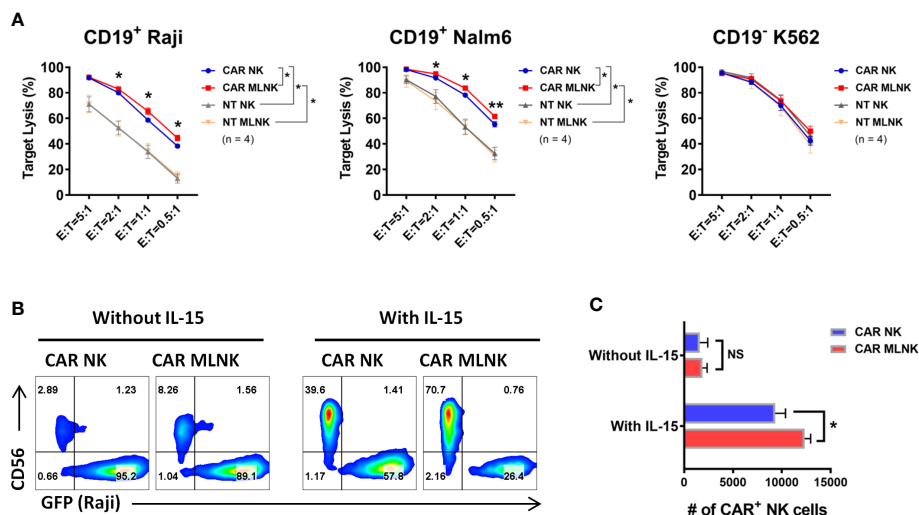 A
CD19+ Raji
Target Lysis (%)
100
80
60
40
20
0
*
*
*
E:T=5:1
E:T=2:1
E:T=1:1
E:T=0.5:1
CAR NK
CAR MLNK
NT NK
NT MLNK
(n = 4)
*
*
*
CD19+ Nalm6
Target Lysis (%)
100
80
60
40
20
0
*
*
**
E:T=5:1
E:T=2:1
E:T=1:1
E:T=0.5:1
CAR NK
CAR MLNK
NT NK
NT MLNK
(n = 4)
*
*
*
CD19- K562
Target Lysis (%)
100
80
60
40
20
0
E:T=5:1
E:T=2:1
E:T=1:1
E:T=0.5:1
CAR NK
CAR MLNK
NT NK
NT MLNK
(n = 4)
B
Without IL-15
With IL-15
CAR NK
CAR MLNK
CAR NK
CAR MLNK
2.89 1.23
8.26 1.56
39.6 1.41
70.7 0.76
0.66 95.2
1.04 89.1
1.17 57.8
2.16 26.4
CD56
GFP (Raji)
C
CAR NK
CAR MLNK
Without IL-15
NS
With IL-15
*
0 5000 10000 15000
# of CAR+ NK cells